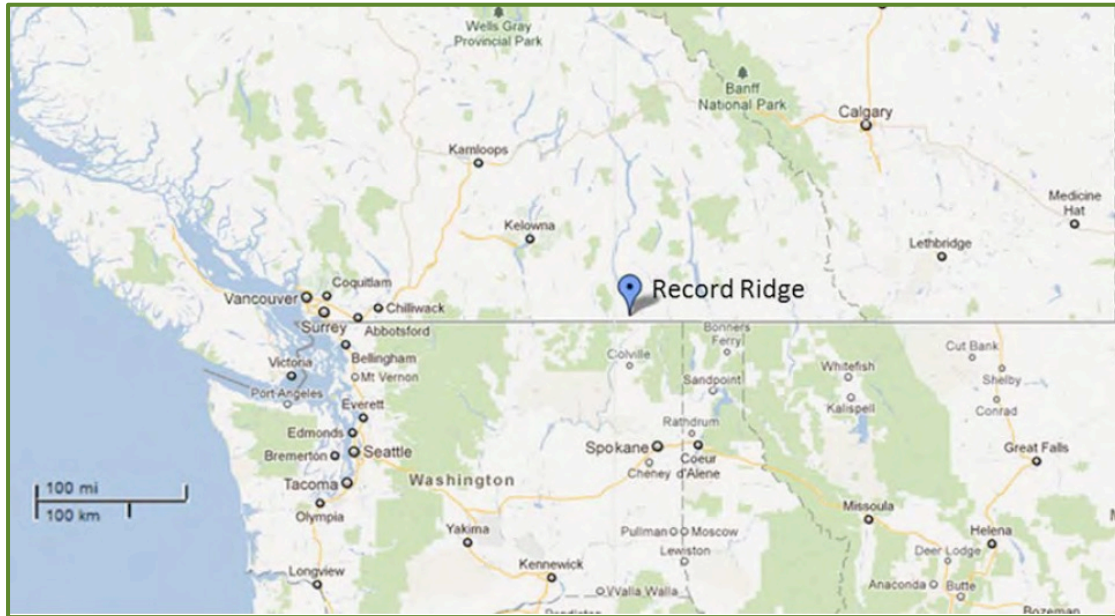 Wells Gray
Provincial Park
Banff
National Park
Calgary
Kamloops
Medicine
Hat
Kelowna
Lethbridge
Record Ridge
Coquitlam
Vancouver
Chilliwack
Surrey
Abbotsford
Bellingham
Victoria
Mt Vernon
Port Angeles
Colville
Bonners
Ferry
Cut Bank
Whitefish
Shelby
Sandpoint
Kalispell
Conrad
Everett
Rathdrum
Edmonds
Spokane
Coeur
d'Alene
Great Falls
Bremerton
Seattle
Cheney
Tacoma
Washington
100 mi
100 km
Olympia
Missoula
Yakima
Pullman
Moscow
Helena
Lewiston
Deer Lodge
Longview
Kennewick
Walla Walla
Anaconda
Butte
Bozeman